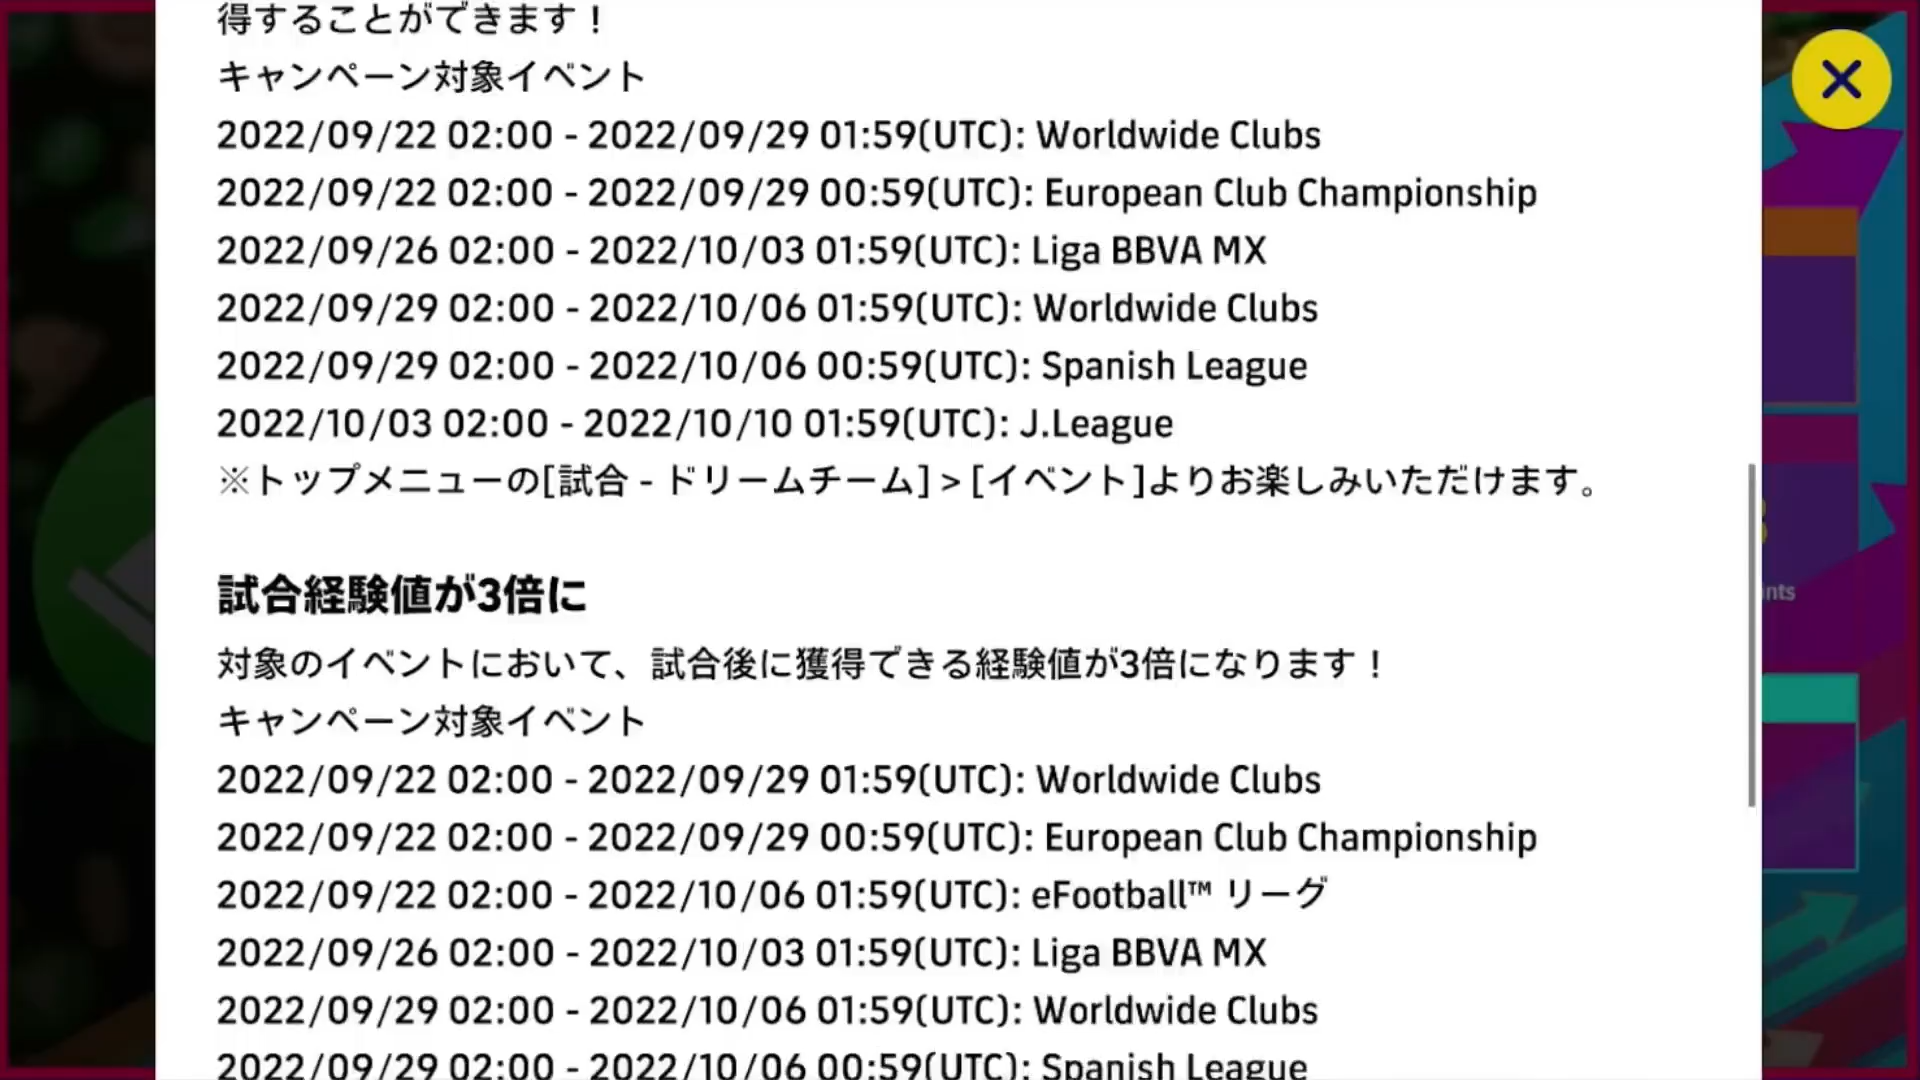 得することができます！
キャンペーン対象イベント
2022/09/22 02:00 - 2022/09/29 01:59(UTC): Worldwide Clubs
2022/09/22 02:00 - 2022/09/29 00:59(UTC): European Club Championship
2022/09/26 02:00 - 2022/10/03 01:59(UTC): Liga BBVA MX
2022/09/29 02:00 - 2022/10/06 01:59(UTC): Worldwide Clubs
2022/09/29 02:00 - 2022/10/06 00:59(UTC): Spanish League
2022/10/03 02:00 - 2022/10/10 01:59(UTC): J.League
※トップメニューの[試合 - ドリームチーム] > [イベント]よりお楽しみいただけます。
試合経験値が3倍に
対象のイベントにおいて、試合後に獲得できる経験値が3倍になります！
キャンペーン対象イベント
2022/09/22 02:00 - 2022/09/29 01:59(UTC): Worldwide Clubs
2022/09/22 02:00 - 2022/09/29 00:59(UTC): European Club Championship
2022/09/22 02:00 - 2022/10/06 01:59(UTC): eFootball™ リーグ
2022/09/26 02:00 - 2022/10/03 01:59(UTC): Liga BBVA MX
2022/09/29 02:00 - 2022/10/06 01:59(UTC): Worldwide Clubs
2022/09/29 02:00 - 2022/10/06 00:59(UTC): Spanish League